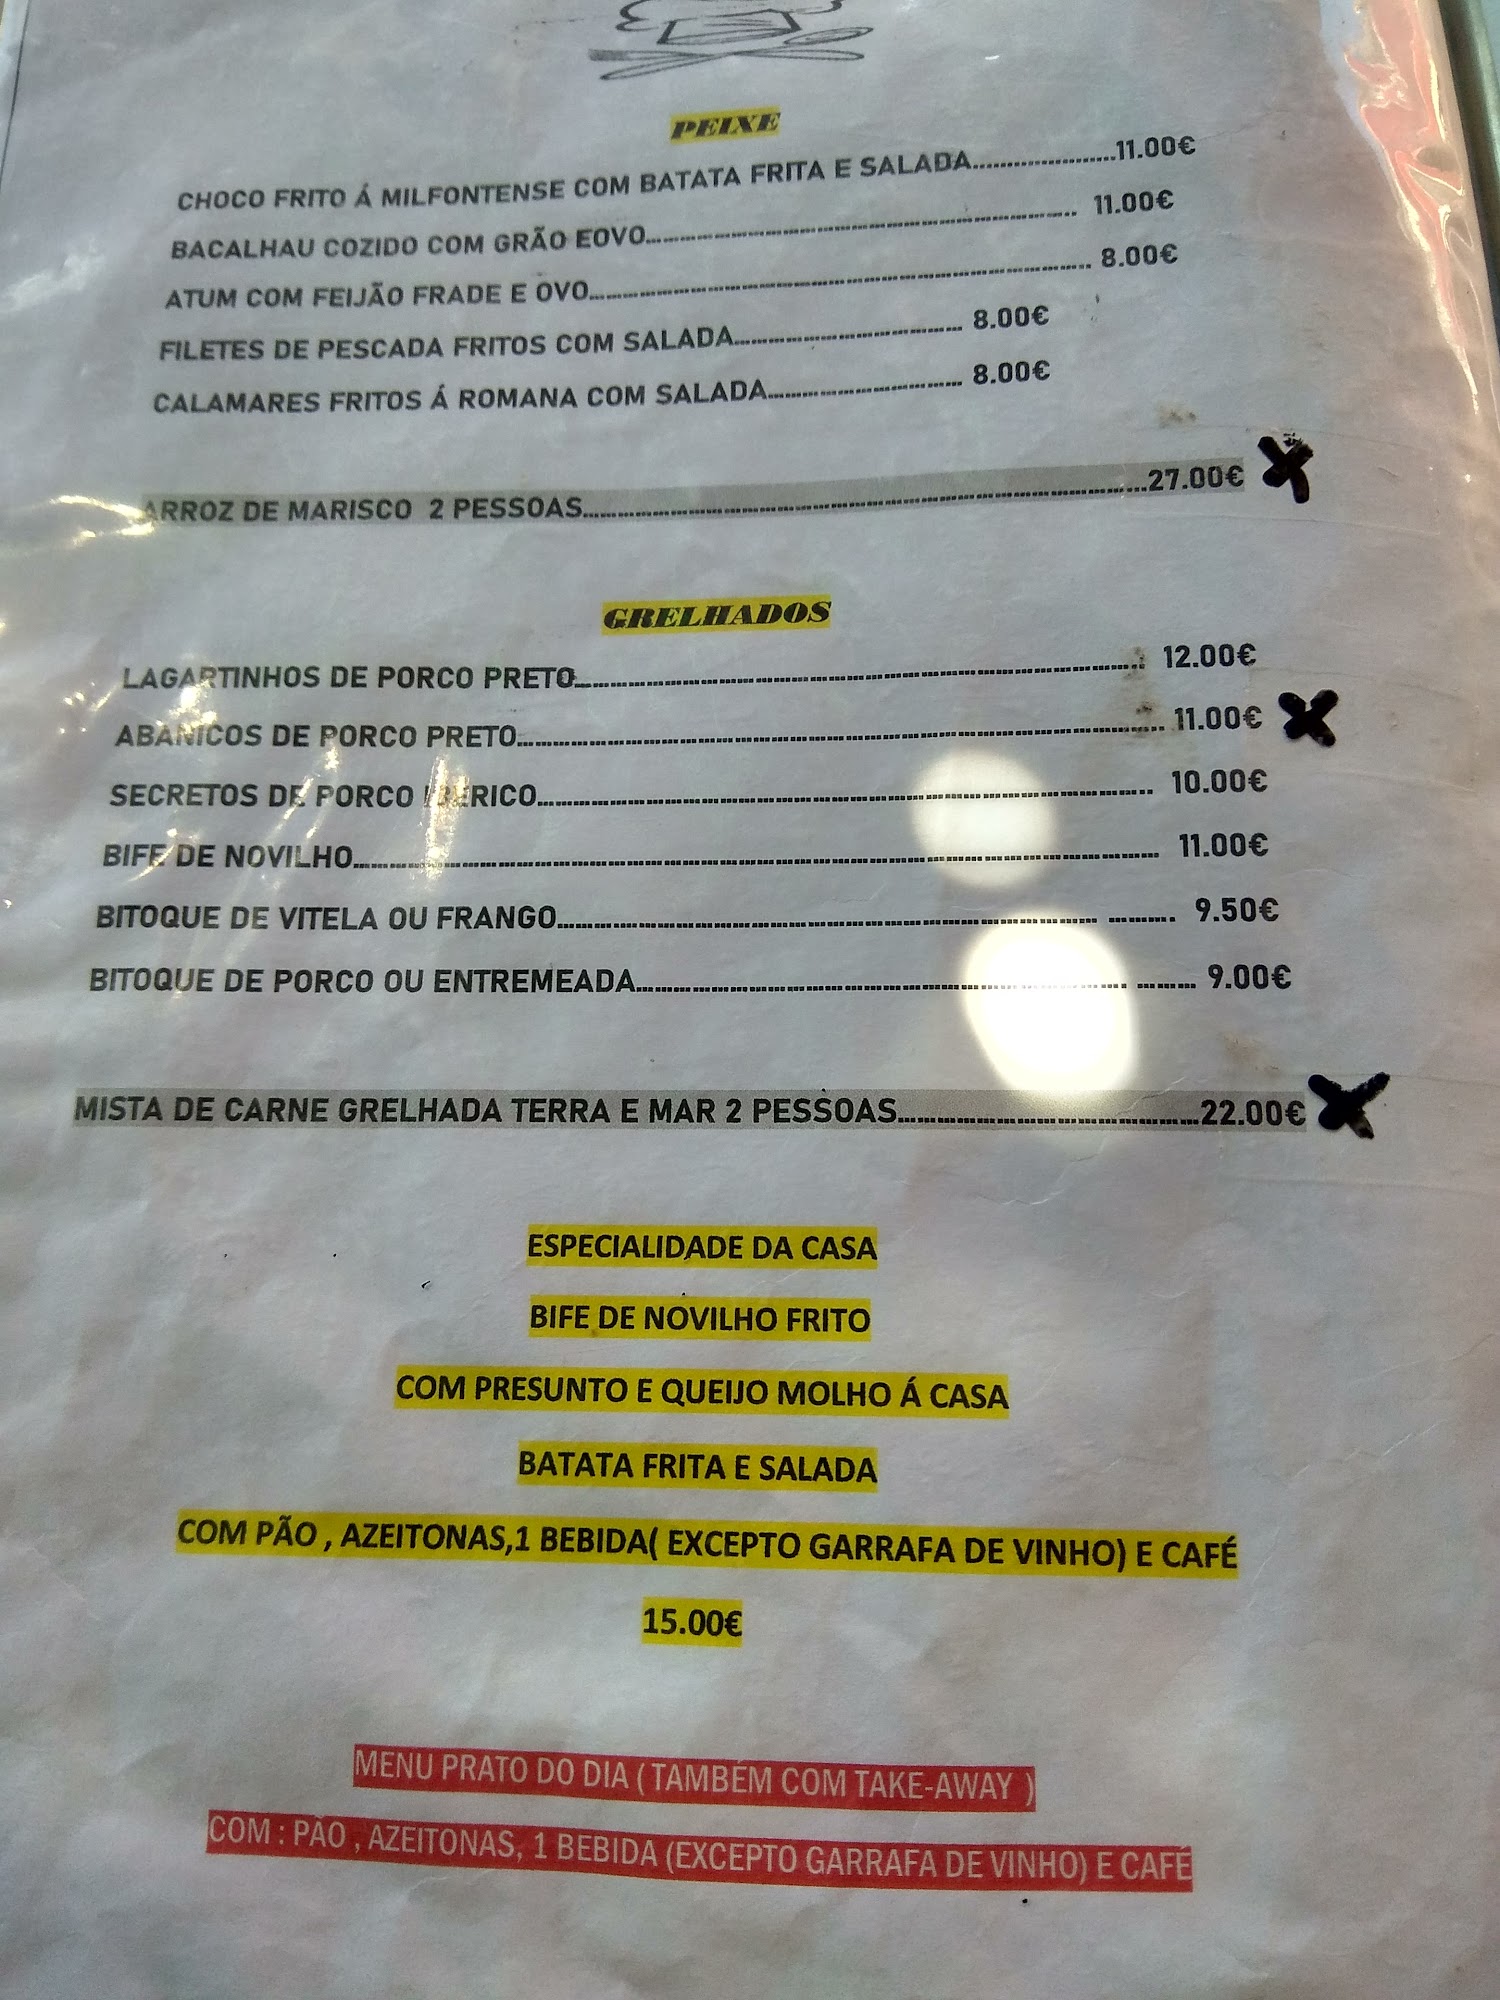 PEIXE
CHOCO FRITO Á MILFONTENSE COM BATATA FRITA E SALADA......................11.00€
BACALHAU COZIDO COM GRÃO EOVO...................... 11.00€
ATUM COM FEIJÃO FRADE E OVO...................... 8.00€
FILETES DE PESCADA FRITOS COM SALADA...................... 8.00€
CALAMARES FRITOS Á ROMANA COM SALADA...................... 8.00€
ARROZ DE MARISCO 2 PESSOAS......................27.00€
GRELHADOS
LAGARTINHOS DE PORCO PRETO...................... 12.00€
ABANICOS DE PORCO PRETO...................... 11.00€
SECRETOS DE PORCO IBERICO...................... 10.00€
BIFE DE NOVILHO...................... 11.00€
BITOQUE DE VITELA OU FRANGO...................... .......... 9.50€
BITOQUE DE PORCO OU ENTREMEADA...................... ......... 9.00€
MISTA DE CARNE GRELHADA TERRA E MAR 2 PESSOAS......................22.00€
ESPECIALIDADE DA CASA
BIFE DE NOVILHO FRITO
COM PRESUNTO E QUEIJO MOLHO Á CASA
BATATA FRITA E SALADA
COM PÃO , AZEITONAS,1 BEBIDA( EXCEPTO GARRAFA DE VINHO) E CAFÉ
15.00€
MENU PRATO DO DIA ( TAMBÉM COM TAKE-AWAY )
COM : PÃO , AZEITONAS, 1 BEBIDA (EXCEPTO GARRAFA DE VINHO) E CAFÉ